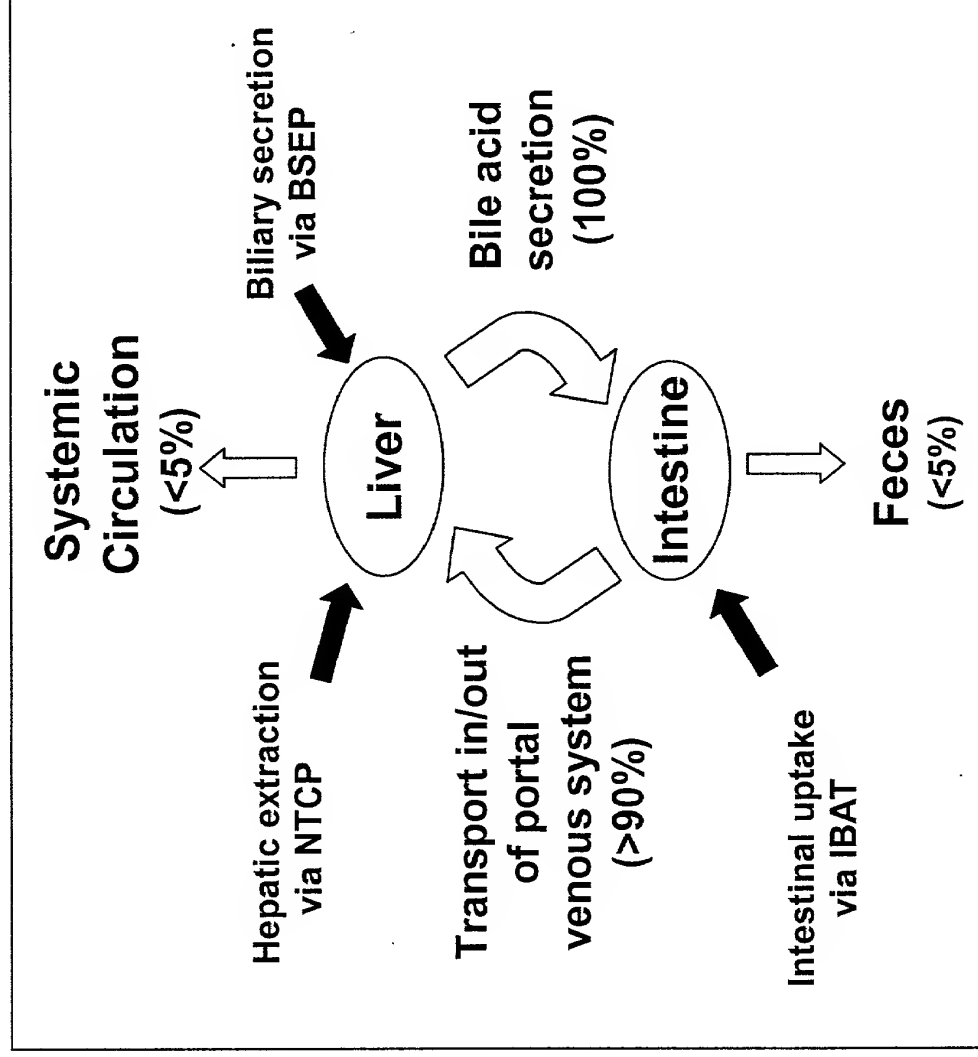 Systemic
Circulation
(<5%)
Hepatic extraction
via NTCP
Biliary secretion
via BSEP
Liver
Transport in/out
of portal
venous system
(>90%)
Bile acid
secretion
(100%)
Intestine
Intestinal uptake
via IBAT
Feces
(<5%)